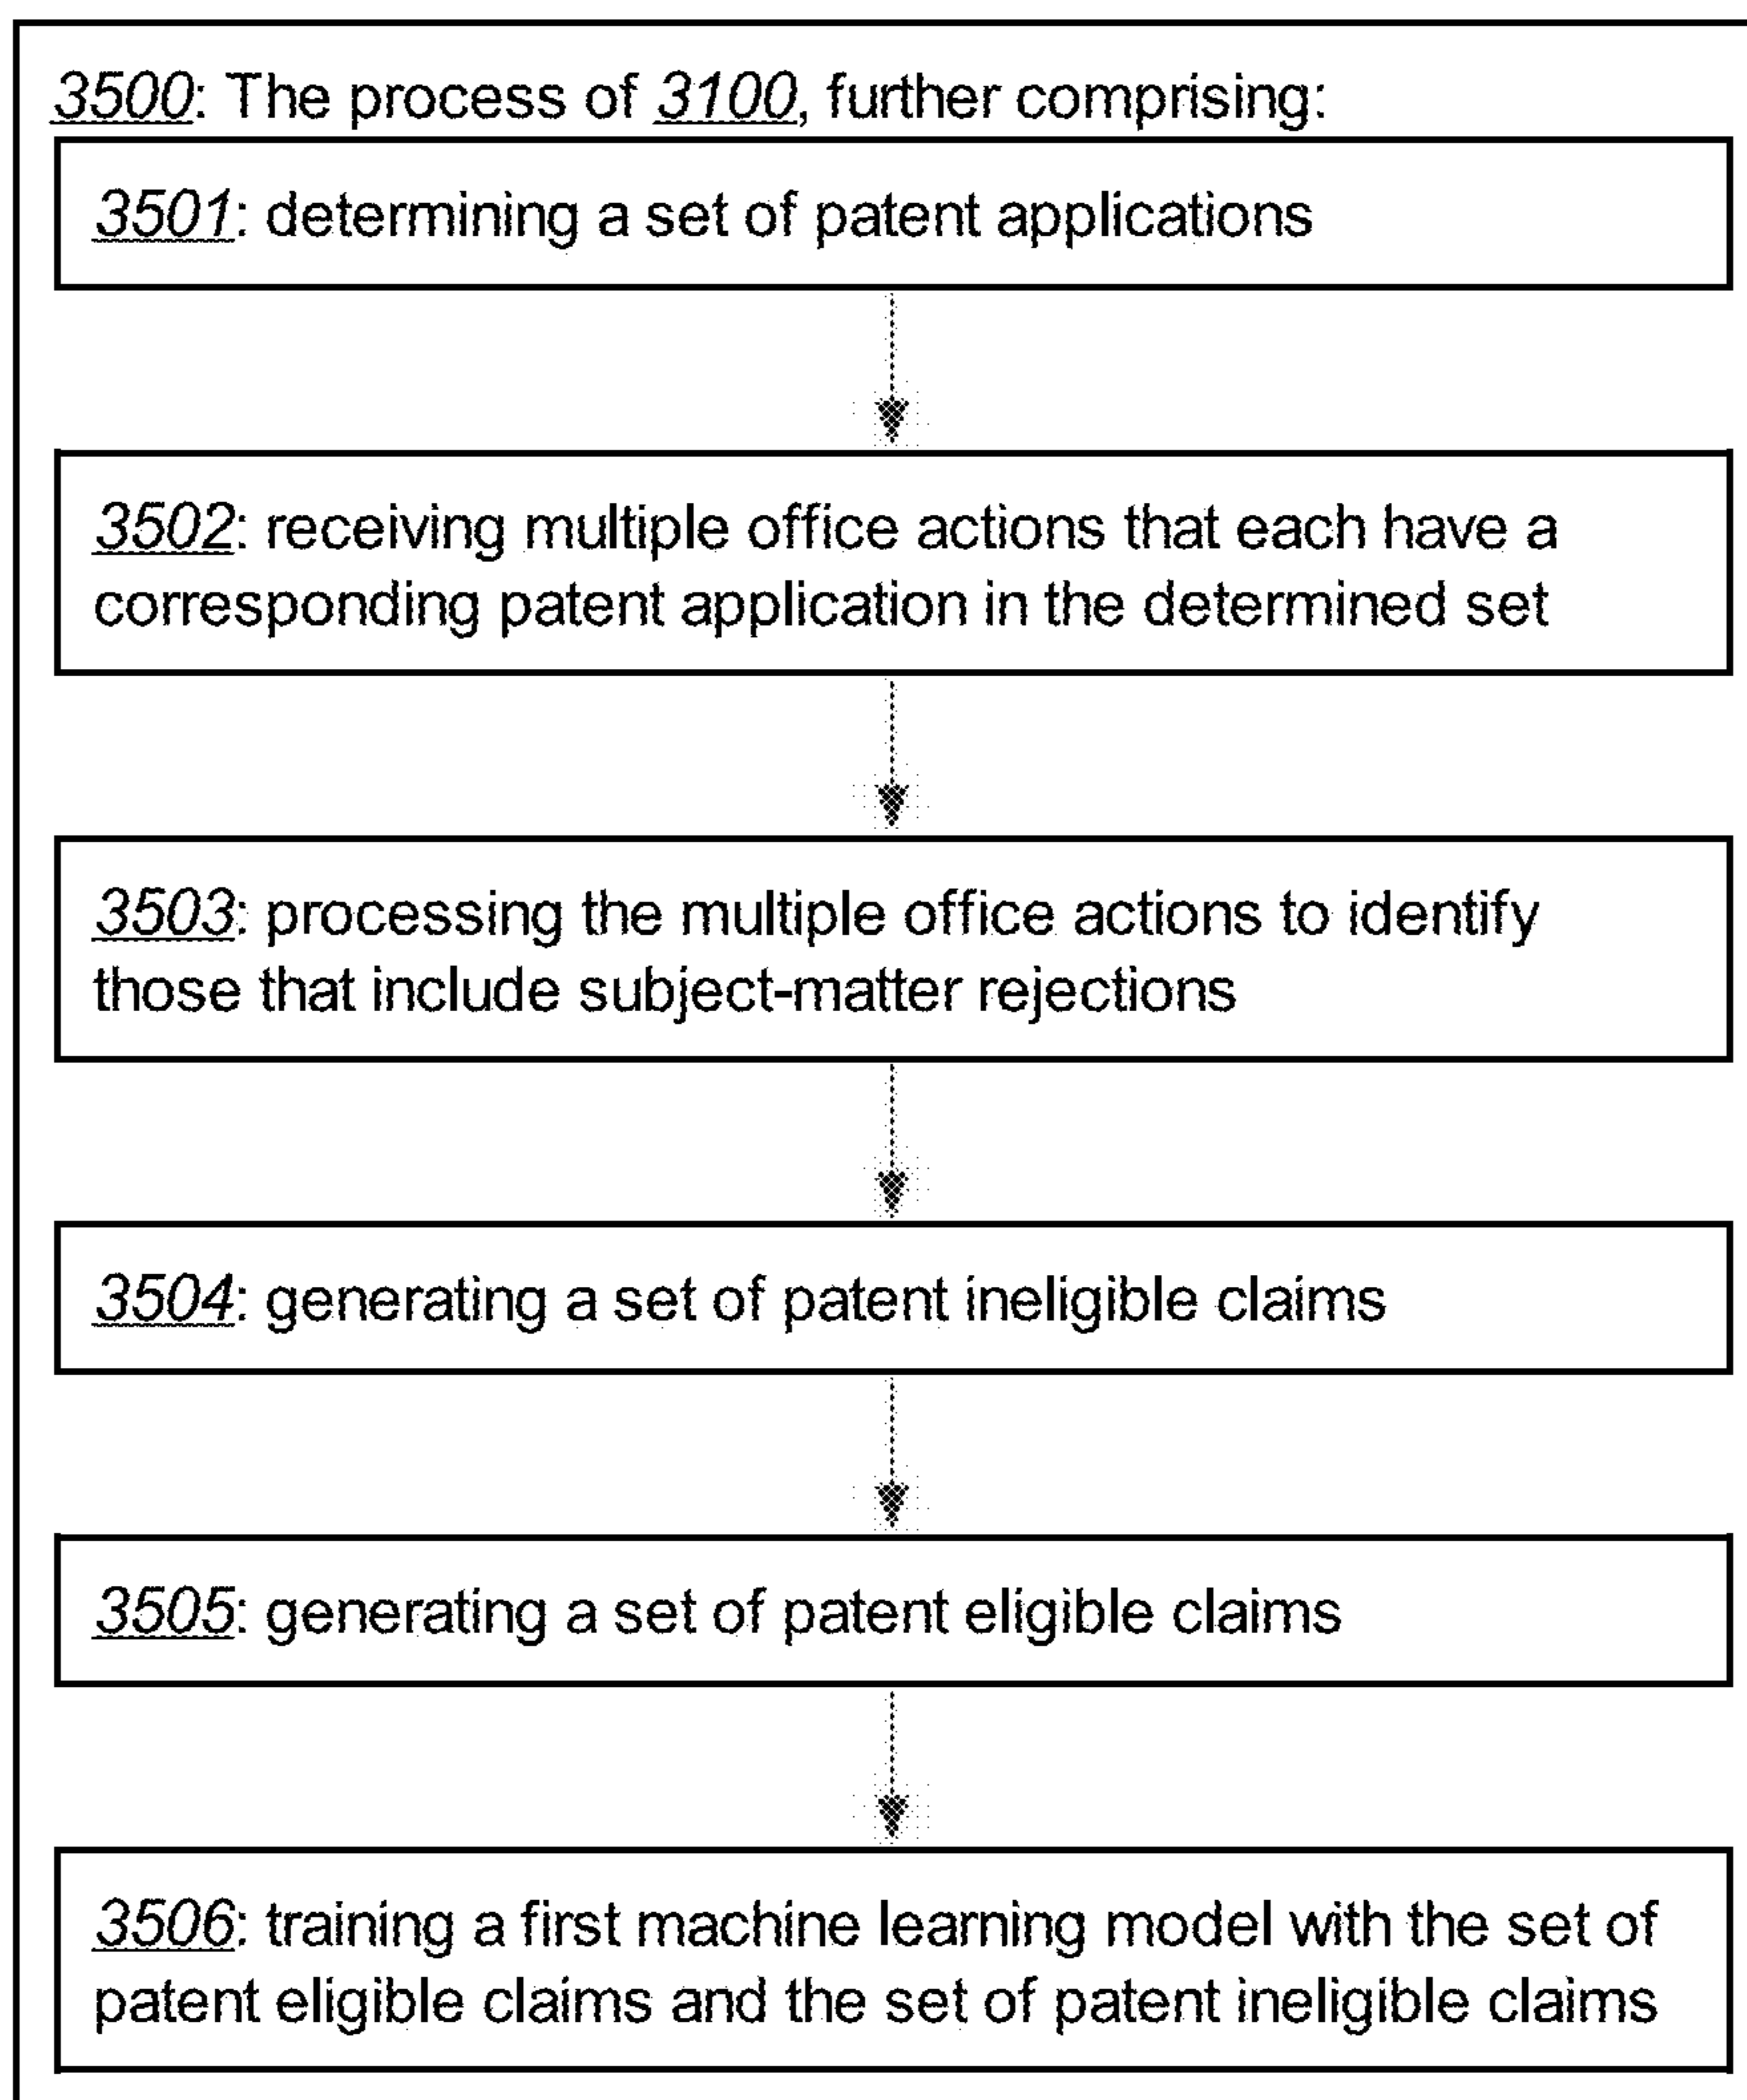 3500: The process of 3100, further comprising:
3501: determining a set of patent applications
3502: receiving multiple office actions that each have a
corresponding patent application in the determined set
3503: processing the multiple office actions to identify
those that include subject-matter rejections
3504: generating a set of patent ineligible claims
3505: generating a set of patent eligible claims
3506: training a first machine learning model with the set of
patent eligible claims and the set of patent ineligible claims